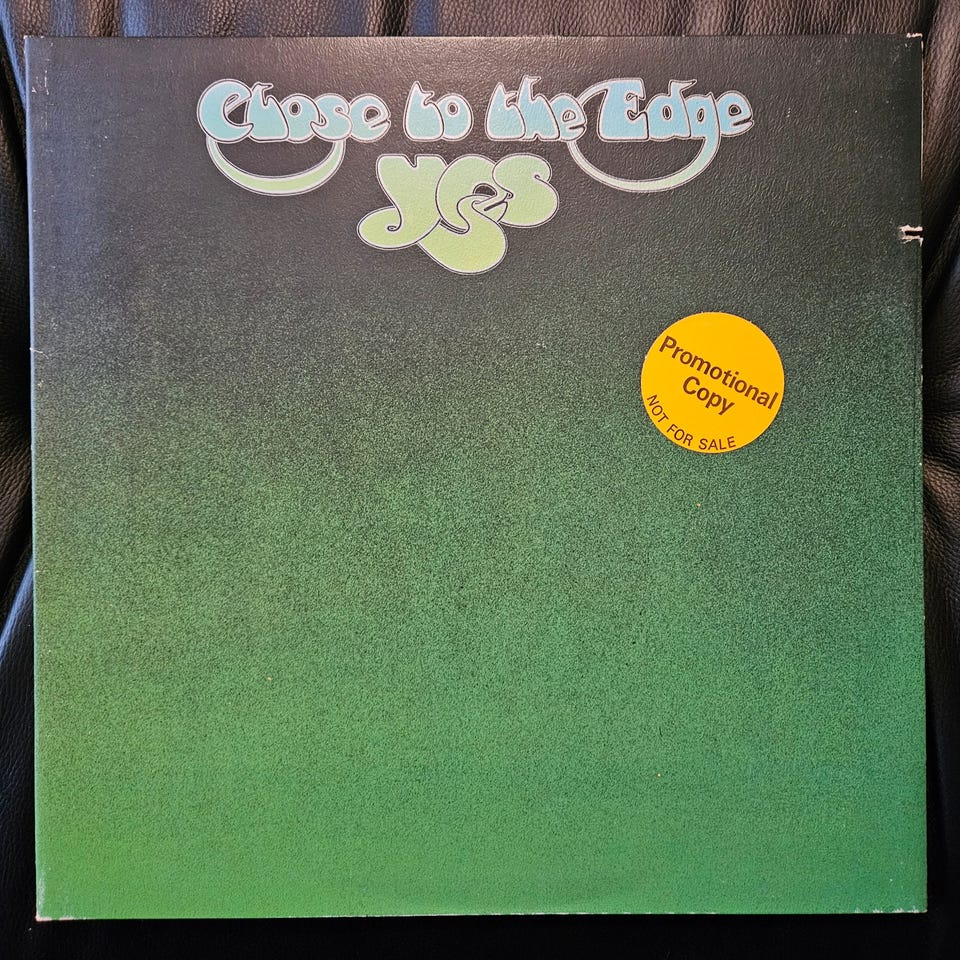 Close to the Edge
yes
Promotional
Copy
NOT FOR SALE